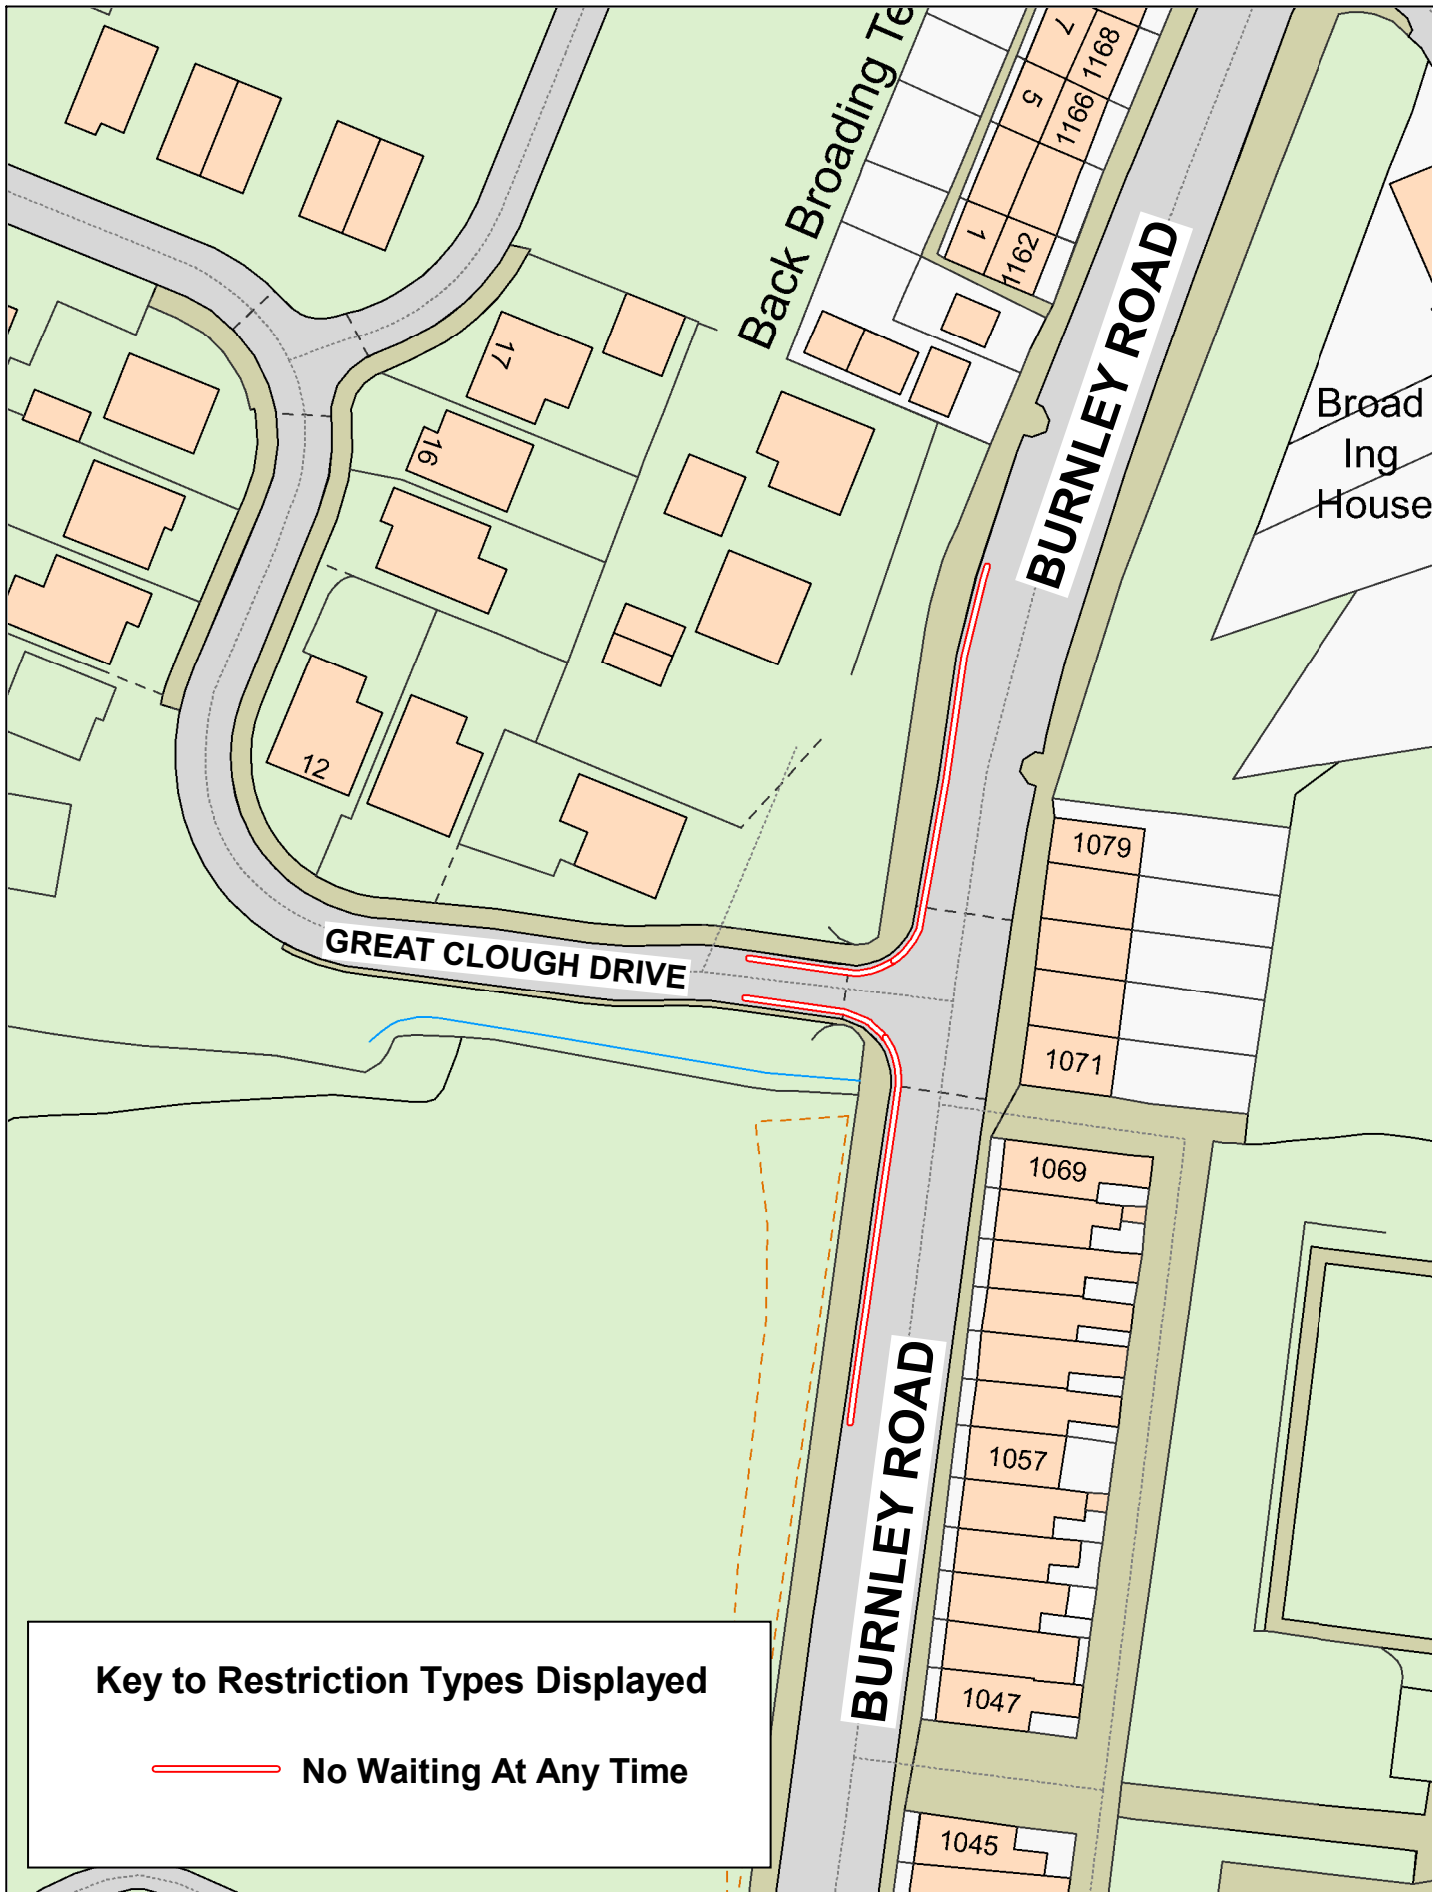 Back Broading Te
7
1168
5
1166
1
1162
BURNLEY ROAD
Broad
Ing
House
17
16
12
1079
GREAT CLOUGH DRIVE
1071
1069
BURNLEY ROAD
1057
1047
1045
Key to Restriction Types Displayed
No Waiting At Any Time